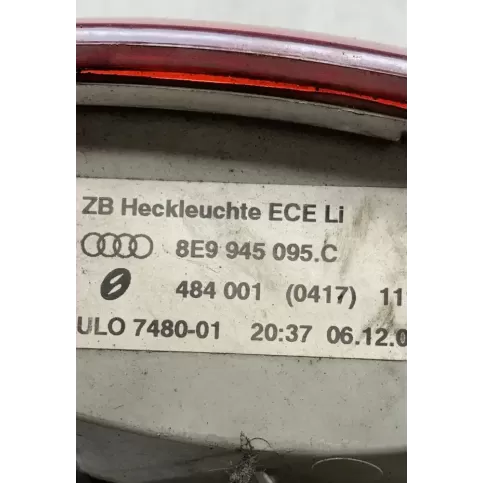 ZB Heckleuchte ECE Li
8E9 945 095.C
484 001 (0417) 11
ULO 7480-01 20:37 06.12.0